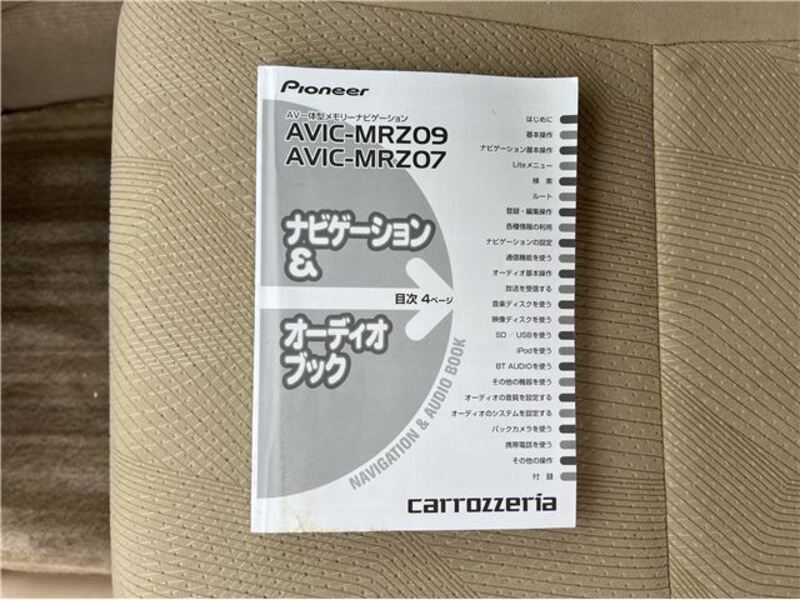 Pioneer
AV一体型メモリーナビゲーション
AVIC-MRZ09
AVIC-MRZ07
ナビゲーション
&
目次 4ページ
オーディオ
ブック
NAVIGATION & AUDIO BOOK
はじめに
基本操作
ナビゲーション基本操作
Liteメニュー
検 索
ルート
登録・編集操作
各種情報の利用
ナビゲーションの設定
通信機能を使う
オーディオ基本操作
放送を受信する
音楽ディスクを使う
映像ディスクを使う
SD/USBを使う
iPodを使う
BT AUDIOを使う
その他の機器を使う
オーディオの音質を設定する
オーディオのシステムを設定する
バックカメラを使う
携帯電話を使う
その他の操作
付 録
carrozzeria